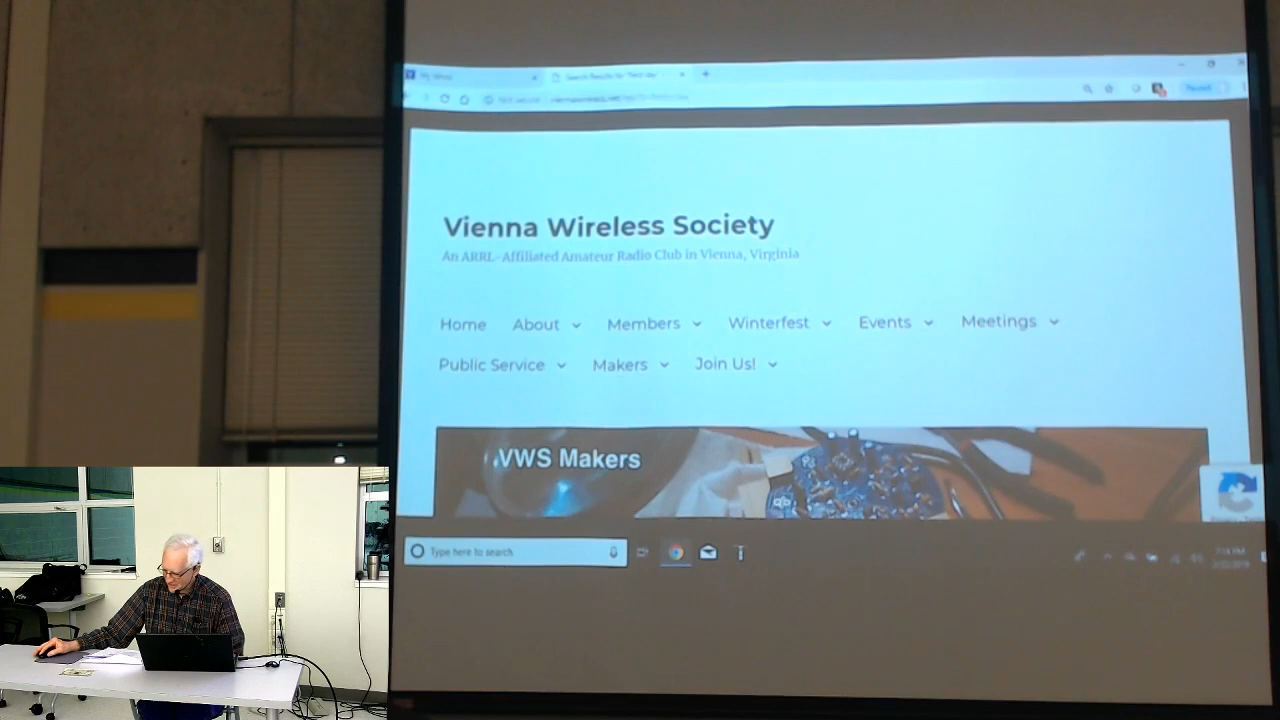 Vienna Wireless Society
An ARRL-Affiliated Amateur Radio Club in Vienna, Virginia
Home About Members Winterfest Events Meetings
Public Service Makers Join Us!
VWS Makers
Type here to search